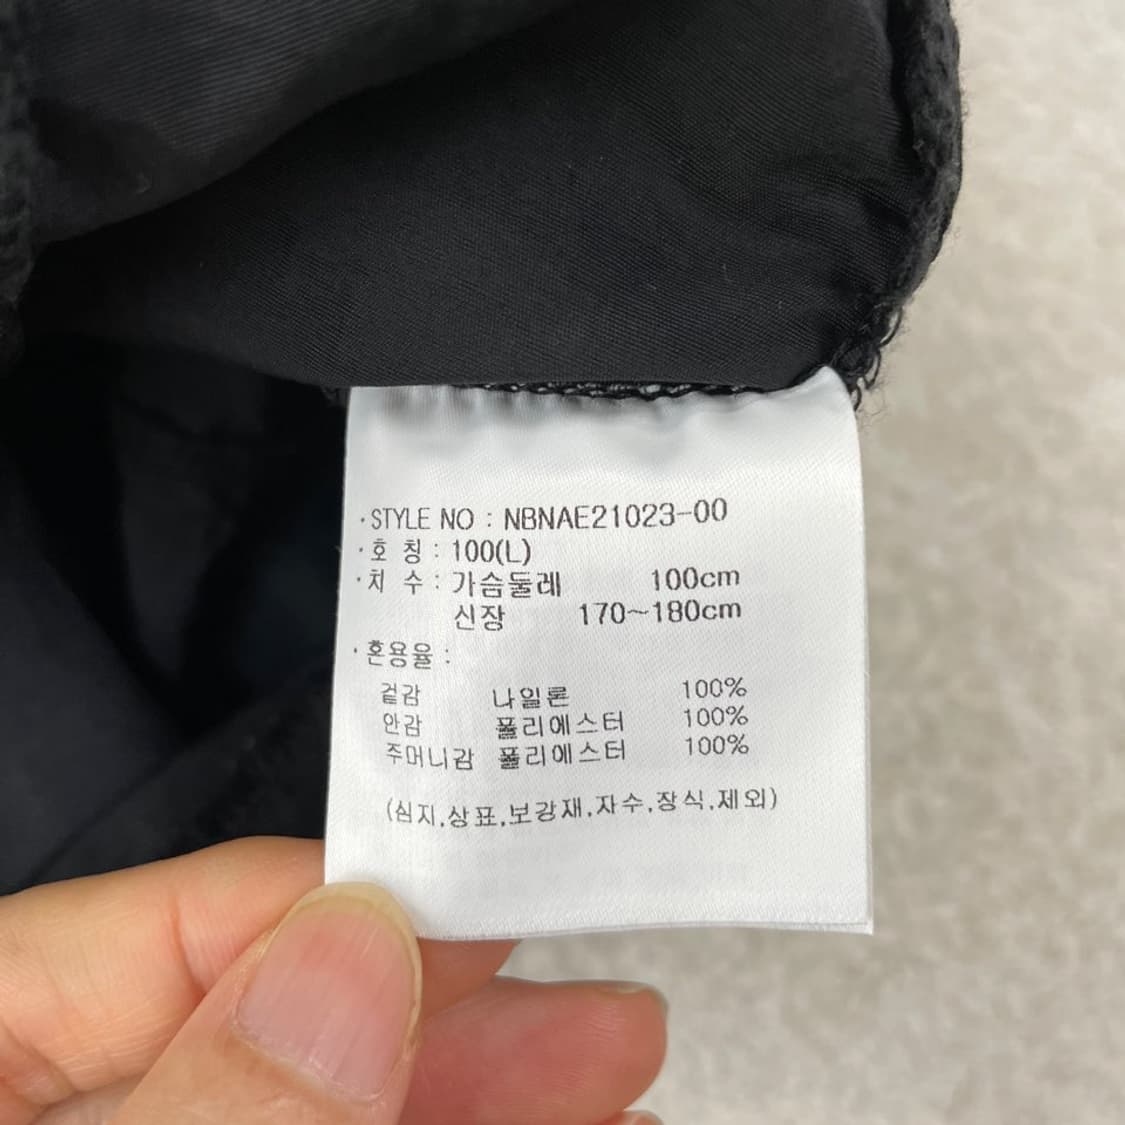 ·STYLE NO : NBNAE21023-00
·호 칭 : 100(L)
·치 수 : 가슴둘레 100cm
신장 170~180cm
·혼용율 :
겉감 나일론 100%
안감 폴리에스터 100%
주머니감 폴리에스터 100%
(심지,상표,보강재,자수,장식,제외)